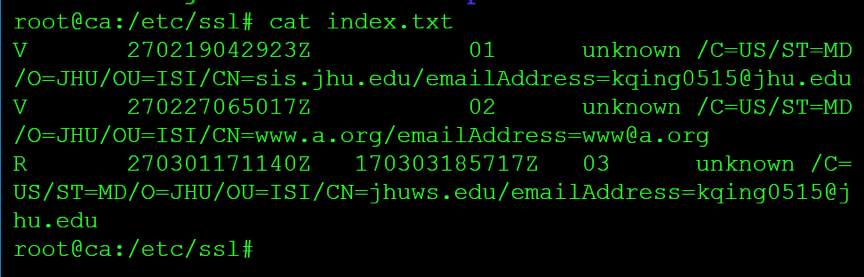 root@ca:/etc/ssl# cat index.txt
V       270219042923Z           01      unknown /C=US/ST=MD
/O=JHU/OU=ISI/CN=sis.jhu.edu/emailAddress=kqing0515@jhu.edu
V       270227065017Z           02      unknown /C=US/ST=MD
/O=JHU/OU=ISI/CN=www.a.org/emailAddress=www@a.org
R       270301171140Z   170303185717Z   03      unknown /C=
US/ST=MD/O=JHU/OU=ISI/CN=jhuws.edu/emailAddress=kqing0515@j
hu.edu
root@ca:/etc/ssl#